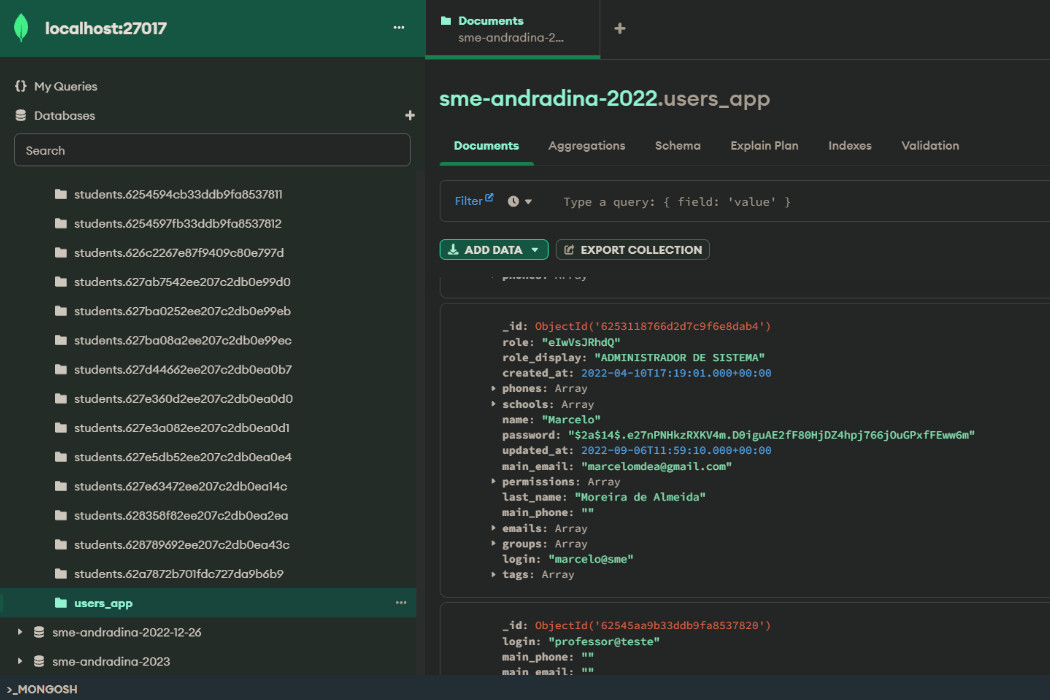 localhost:27017
...
{} My Queries
Databases
+
Search
students.6254594cb33ddb9fa8537811
students.6254597fb33ddb9fa8537812
students.626c2267e87f9409c80e797d
students.627ab7542ee207c2db0e99d0
students.627ba0252ee207c2db0e99eb
students.627ba08a2ee207c2db0e99ec
students.627d44662ee207c2db0ea0b7
students.627e360d2ee207c2db0ea0d0
students.627e3a082ee207c2db0ea0d1
students.627e5db52ee207c2db0ea0e4
students.627e63472ee207c2db0ea14c
students.628358f82ee207c2db0ea2ea
students.628789692ee207c2db0ea43c
students.62a7872b701fdc727da9b6b9
users_app
...
sme-andradina-2022-12-26
sme-andradina-2023
>_MONGOSH
Documents
sme-andradina-2...
+
sme-andradina-2022.users_app
Documents Aggregations Schema Explain Plan Indexes Validation
Filter Type a query: { field: 'value' }
ADD DATA EXPORT COLLECTION
phones: Array
_id: ObjectId('6253118766d2d7c9f6e8dab4')
role: "eIwVsJRhdQ"
role_display: "ADMINISTRADOR DE SISTEMA"
created_at: 2022-04-10T17:19:01.000+00:00
phones: Array
schools: Array
name: "Marcelo"
password: "$2a$14$.e27nPNHkzRXKV4m.D0iguAE2fF80HjDZ4hpj766jOuGPxfFEww6m"
updated_at: 2022-09-06T11:59:10.000+00:00
main_email: "marcelomdea@gmail.com"
permissions: Array
last_name: "Moreira de Almeida"
main_phone: ""
emails: Array
groups: Array
login: "marcelo@sme"
tags: Array
_id: ObjectId('62545aa9b33ddb9fa8537820')
login: "professor@teste"
main_phone: ""
main_email: ""